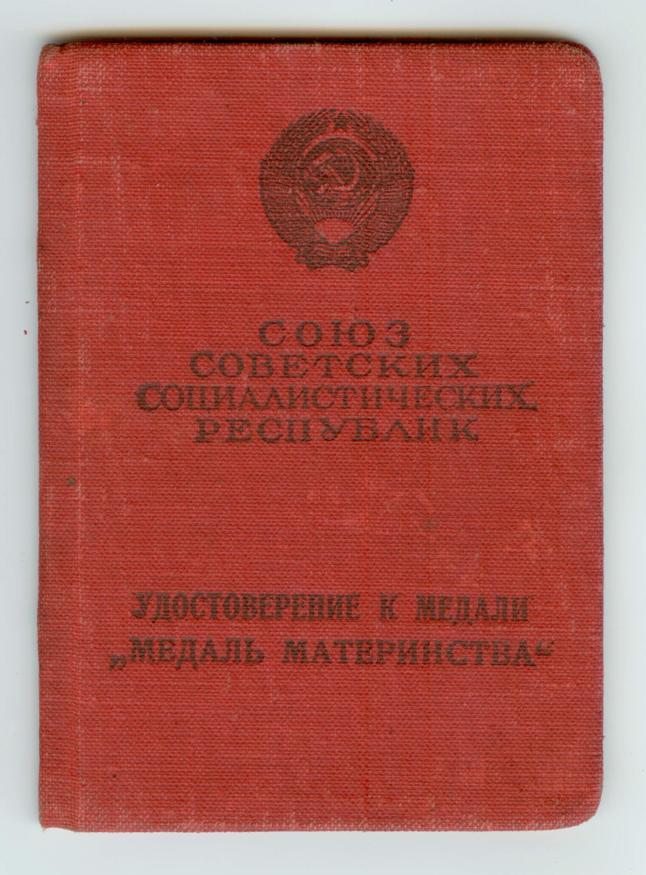 СОЮЗ
СОВЕТСКИХ
СОЦИАЛИСТИЧЕСКИХ
РЕСПУБЛИК
УДОСТОВЕРЕНИЕ К МЕДАЛИ
„МЕДАЛЬ МАТЕРИНСТВА“